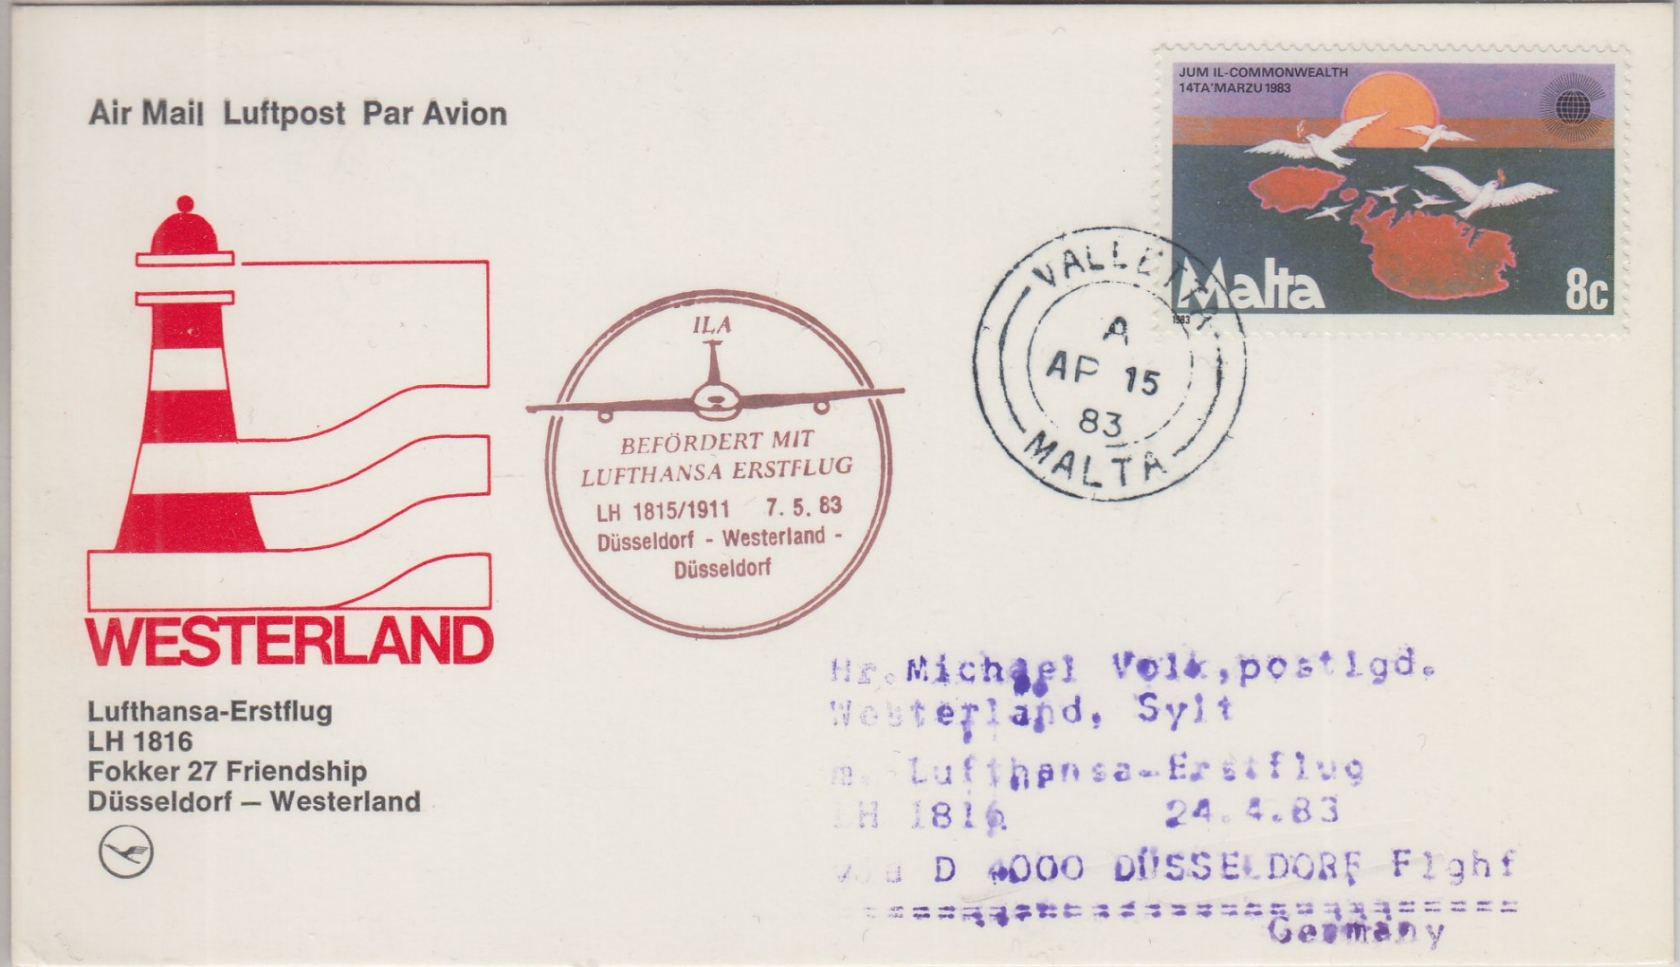 Air Mail Luftpost Par Avion
JUM IL-COMMONWEALTH
14TA'MARZU 1983
Malta
8c
1983
VALLETTA
A
AP 15
83
MALTA
ILA
BEFÖRDERT MIT
LUFTHANSA ERSTFLUG
LH 1815/1911 7. 5. 83
Düsseldorf - Westerland -
Düsseldorf
WESTERLAND
Lufthansa-Erstflug
LH 1816
Fokker 27 Friendship
Düsseldorf — Westerland
Hr. Michael Volk, postlgd.
Westerland, Sylt
m. Lufthansa-Erstflug
LH 1816 24.4.83
via D 4000 DÜSSELDORF Flghf
Germany